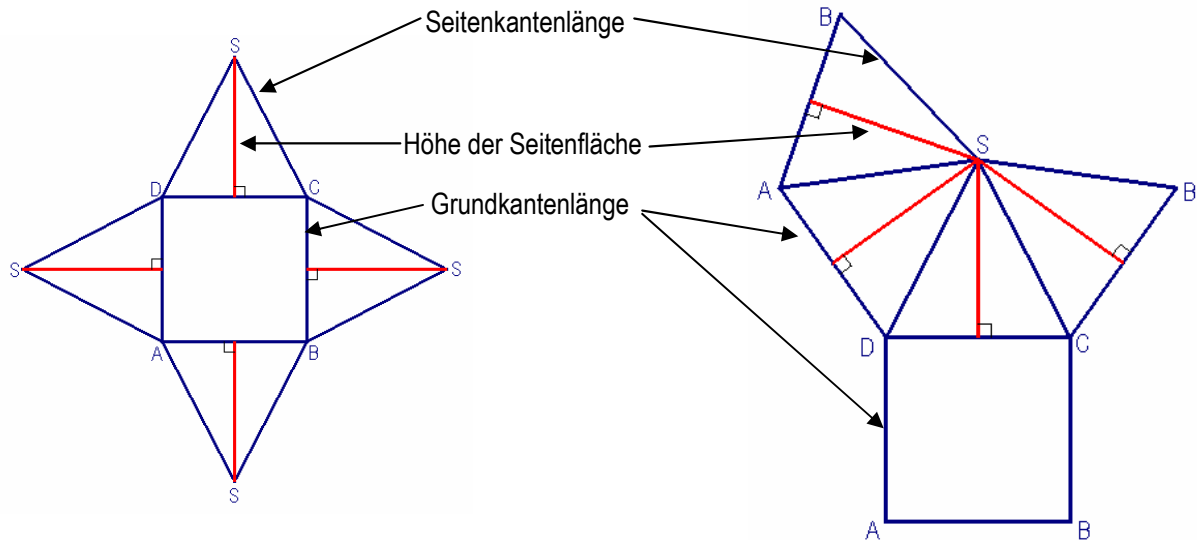 Seitenkantenlänge
B
S
Höhe der Seitenfläche
S
D
C
A
B
Grundkantenlänge
S
S
D
C
A
B
S
A
B